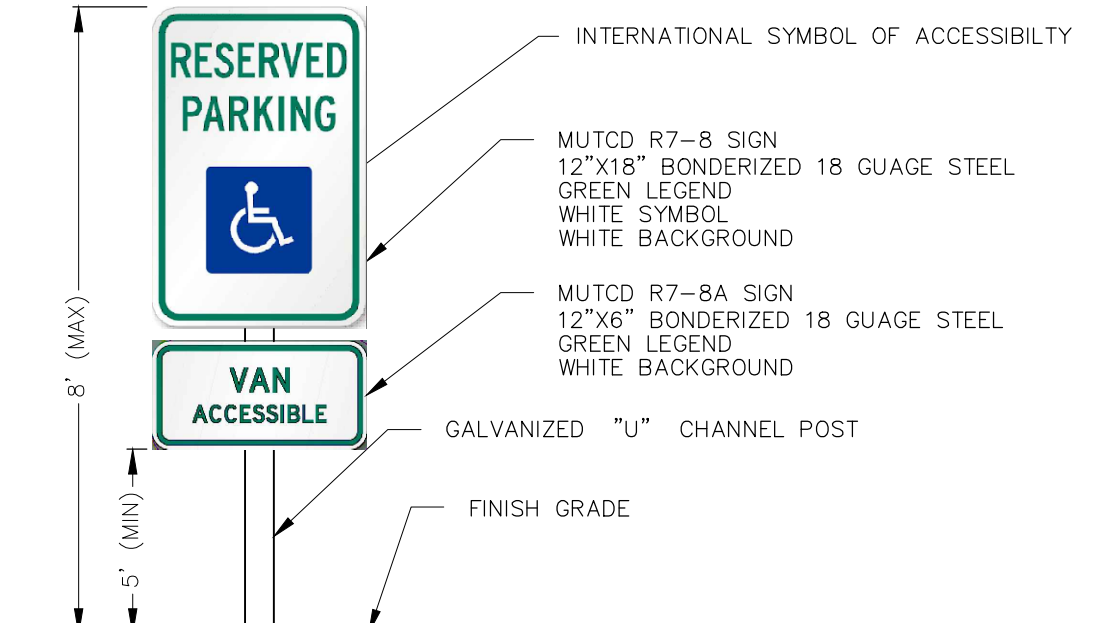 RESERVED
PARKING
INTERNATIONAL SYMBOL OF ACCESSIBILTY
MUTCD R7-8 SIGN
12"X18" BONDERIZED 18 GUAGE STEEL
GREEN LEGEND
WHITE SYMBOL
WHITE BACKGROUND
8' (MAX)
MUTCD R7-8A SIGN
12"X6" BONDERIZED 18 GUAGE STEEL
GREEN LEGEND
WHITE BACKGROUND
VAN
ACCESSIBLE
GALVANIZED "U" CHANNEL POST
5' (MIN)
FINISH GRADE